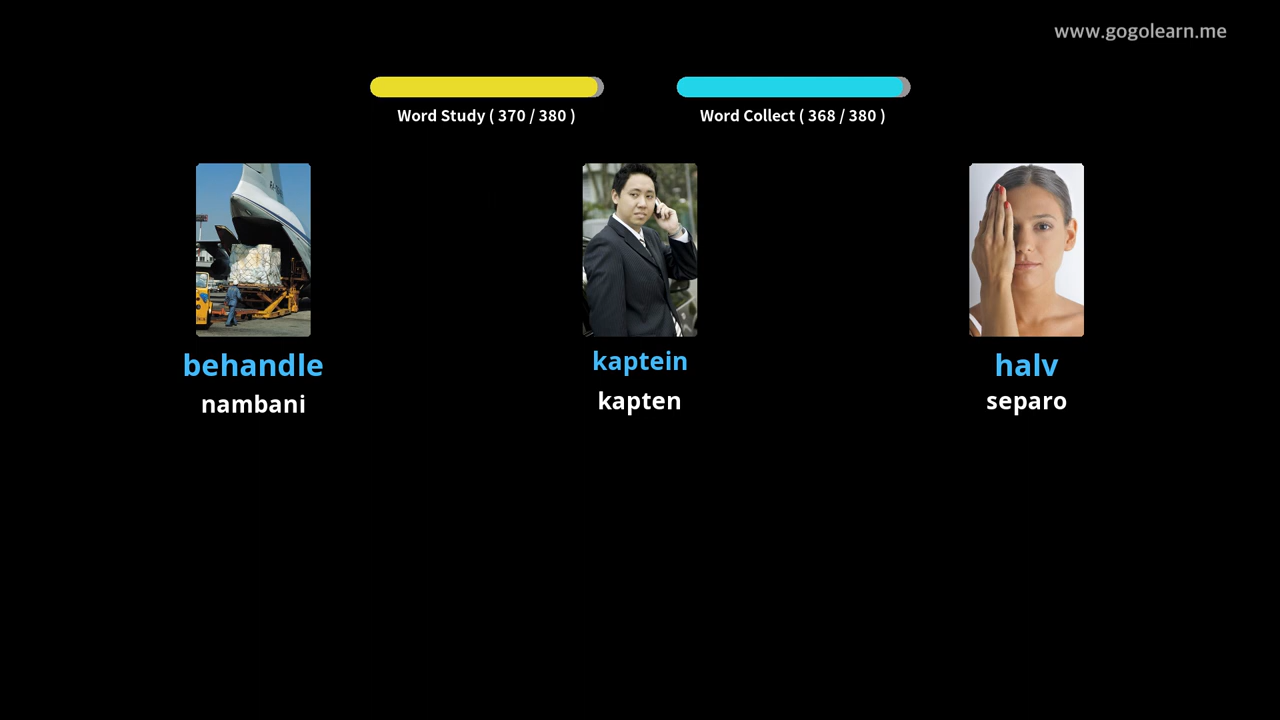 www.gogolearn.me
Word Study ( 370 / 380 )
Word Collect ( 368 / 380 )
behandle
nambani
kaptein
kapten
halv
separo